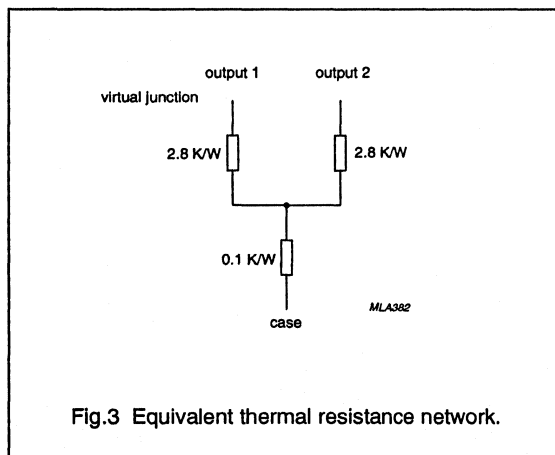 output 1 output 2
virtual junction
2.8 K/W 2.8 K/W
0.1 K/W
MLA382
case
Fig.3 Equivalent thermal resistance network.